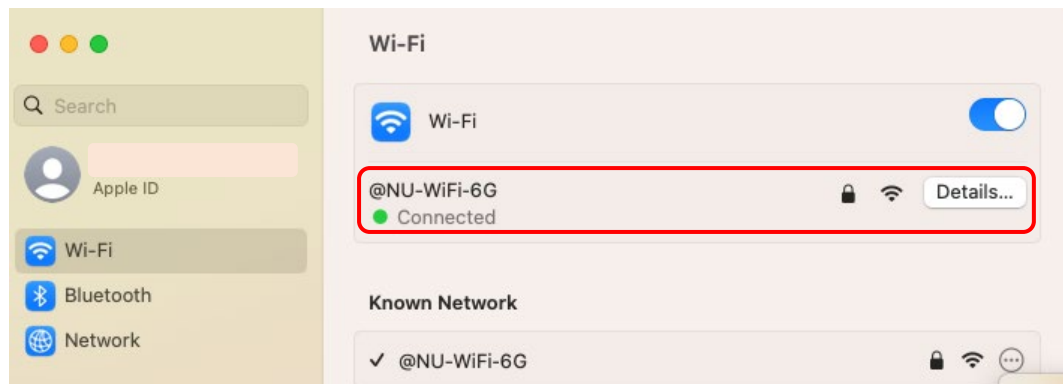 Search
Apple ID
Wi-Fi
Bluetooth
Network
Wi-Fi
Wi-Fi
@NU-WiFi-6G
Connected
Details...
Known Network
@NU-WiFi-6G